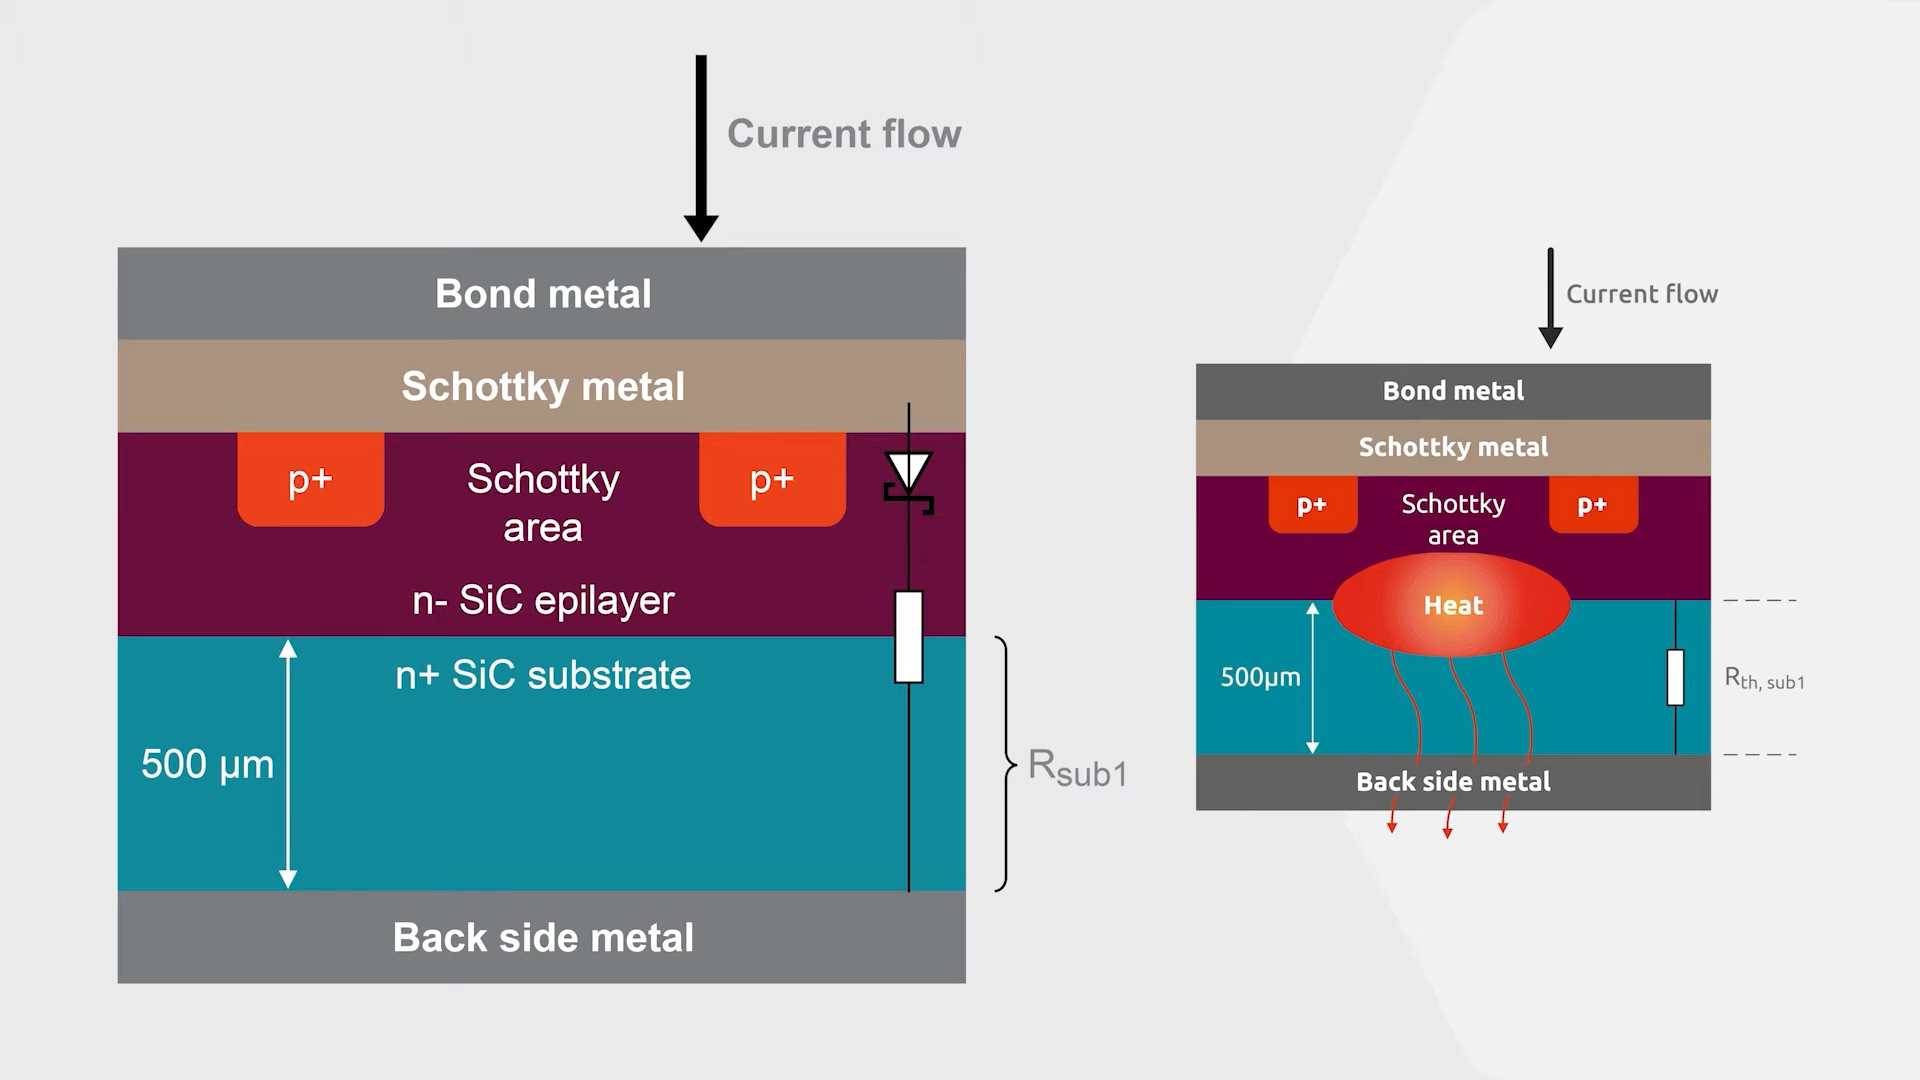 Current flow
Bond metal
Schottky metal
p+
Schottky
area
p+
n- SiC epilayer
n+ SiC substrate
500 µm
Rsub1
Back side metal
Current flow
Bond metal
Schottky metal
p+
Schottky
area
p+
Heat
500µm
Rth, sub1
Back side metal